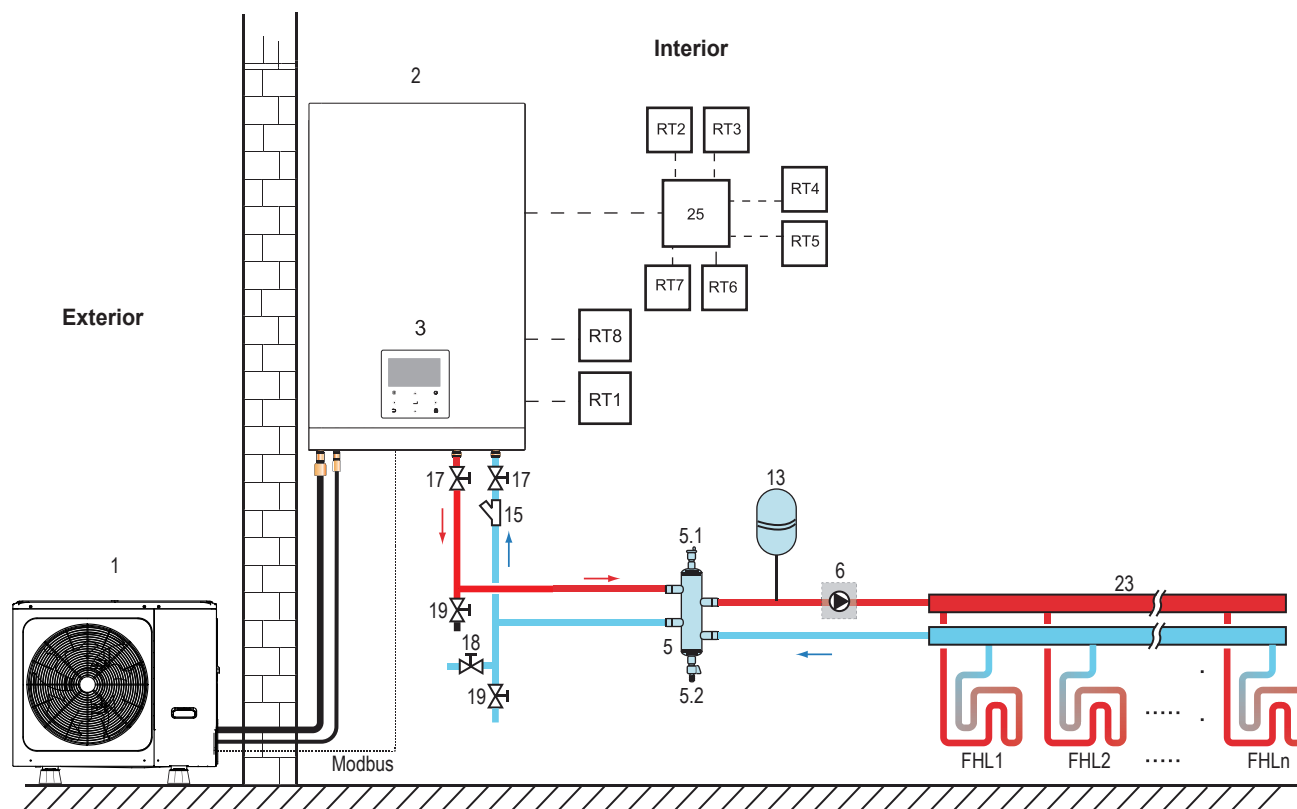 Interior
2
RT2
RT3
RT4
25
RT5
RT7
RT6
Exterior
3
RT8
RT1
17
17
13
15
5.1
1
6
23
19
18
5
5.2
19
.....
.
.
Modbus
FHL1
FHL2
.....
FHLn